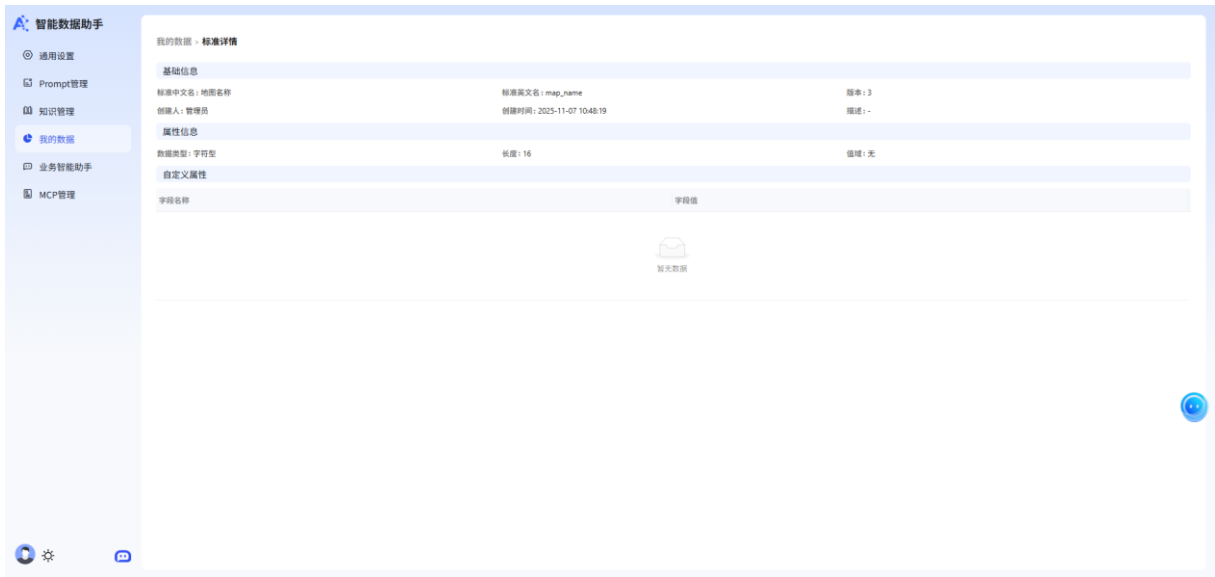 智能数据助手
通用设置
Prompt管理
知识管理
我的数据
业务智能助手
MCP管理
我的数据 > 标准详情
基础信息
标准中文名：地图名称 标准英文名：map_name 版本：3
创建人：管理员 创建时间：2025-11-07 10:48:19 描述：-
属性信息
数据类型：字符型 长度：16 值域：无
自定义属性
字段名称 字段值
暂无数据